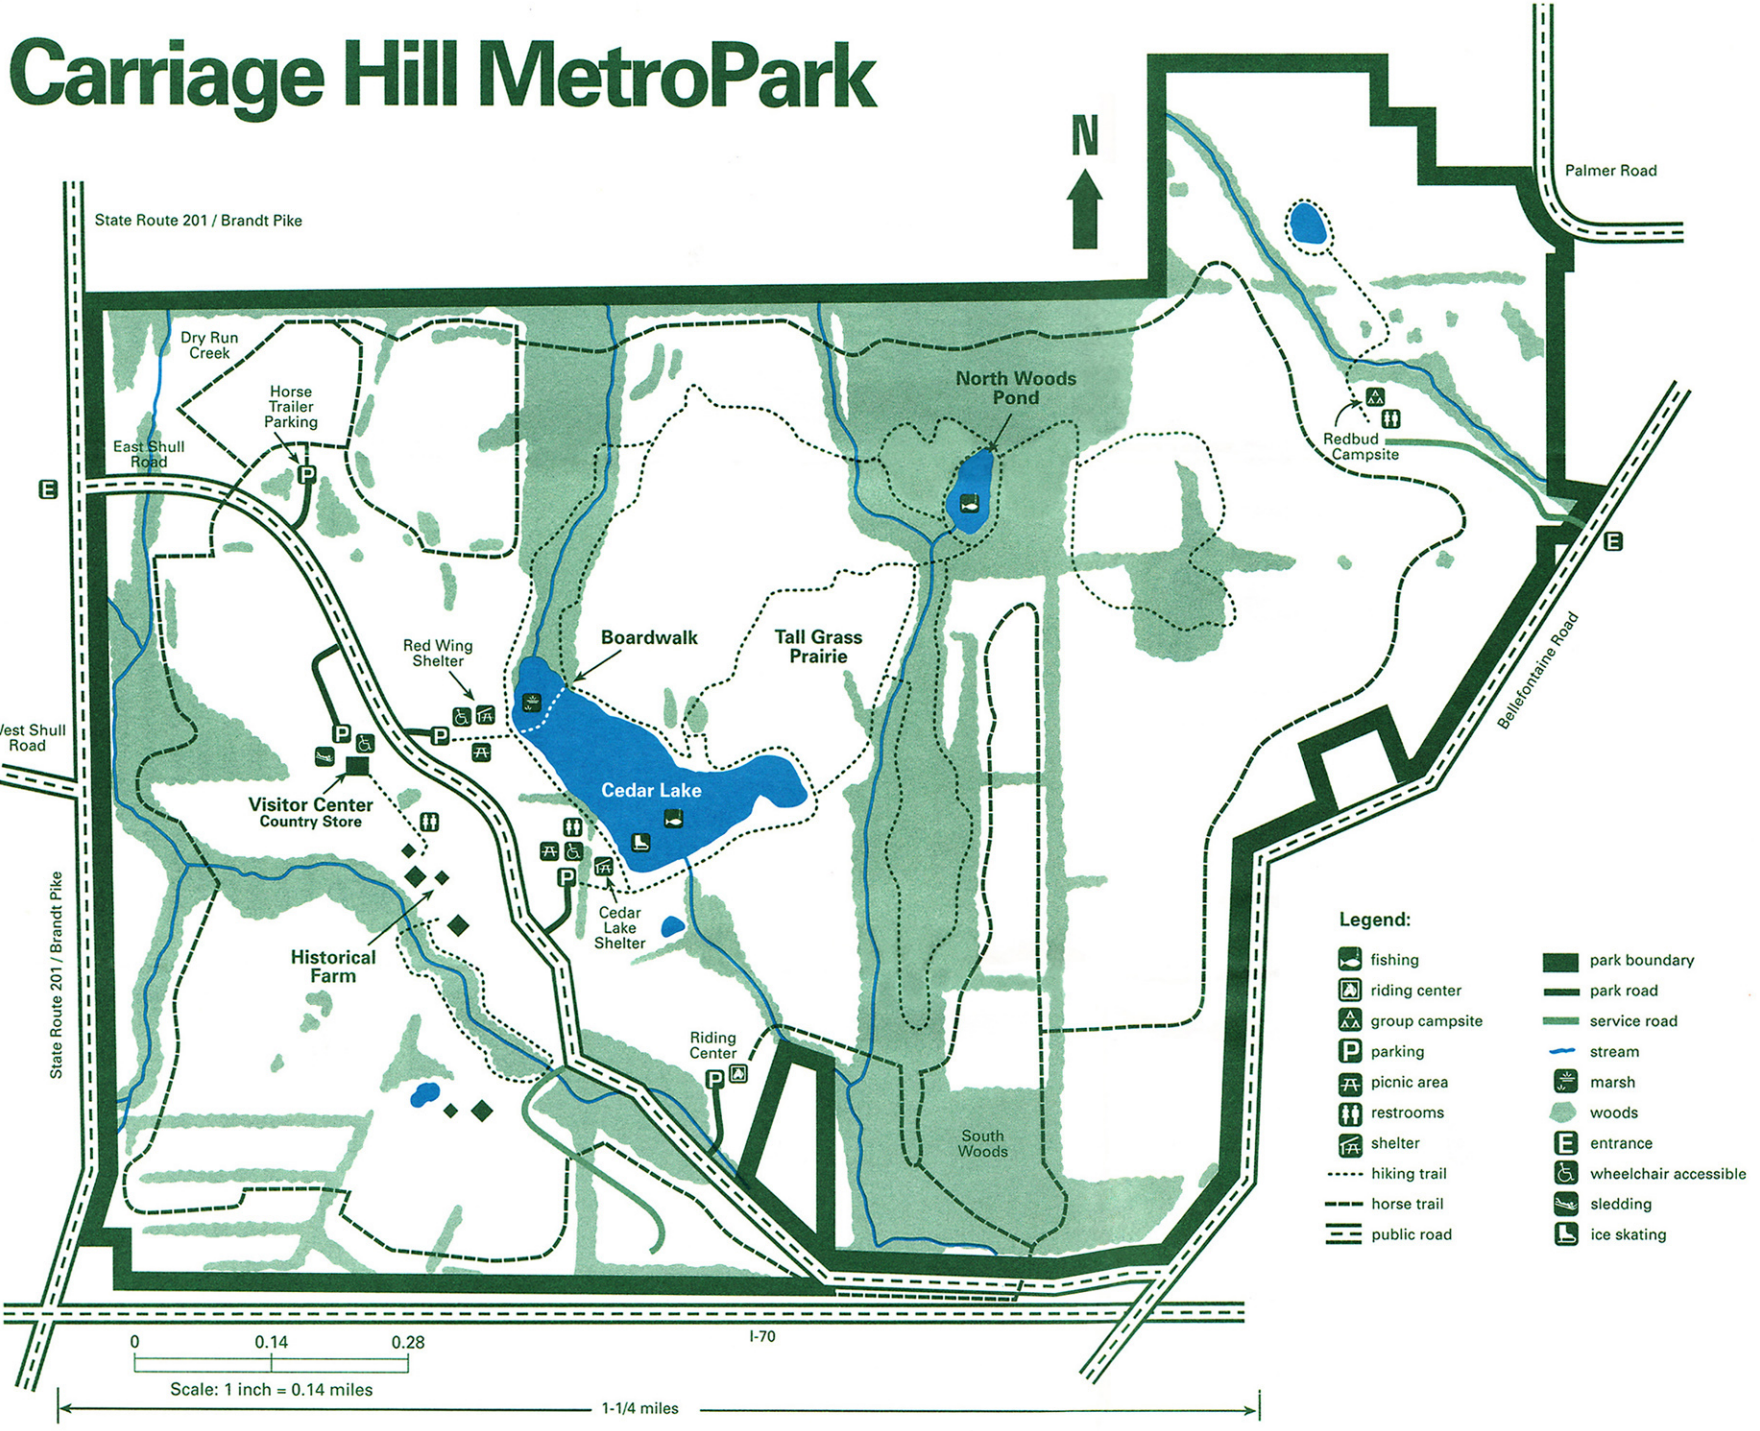 Carriage Hill MetroPark
N
Palmer Road
State Route 201 / Brandt Pike
Dry Run
Creek
Horse
Trailer
Parking
North Woods
Pond
East Shull
Road
P
E
Redbud
Campsite
E
Red Wing
Shelter
Boardwalk
Tall Grass
Prairie
Bellefontaine Road
West Shull
Road
P
P
Cedar Lake
Visitor Center
Country Store
P
Cedar
Lake
Shelter
Historical
Farm
State Route 201 / Brandt Pike
Riding
Center
P
South
Woods
Legend:
fishing
riding center
group campsite
P parking
picnic area
restrooms
shelter
hiking trail
horse trail
public road
park boundary
park road
service road
stream
marsh
woods
E entrance
wheelchair accessible
sledding
ice skating
I-70
0 0.14 0.28
Scale: 1 inch = 0.14 miles
1-1/4 miles